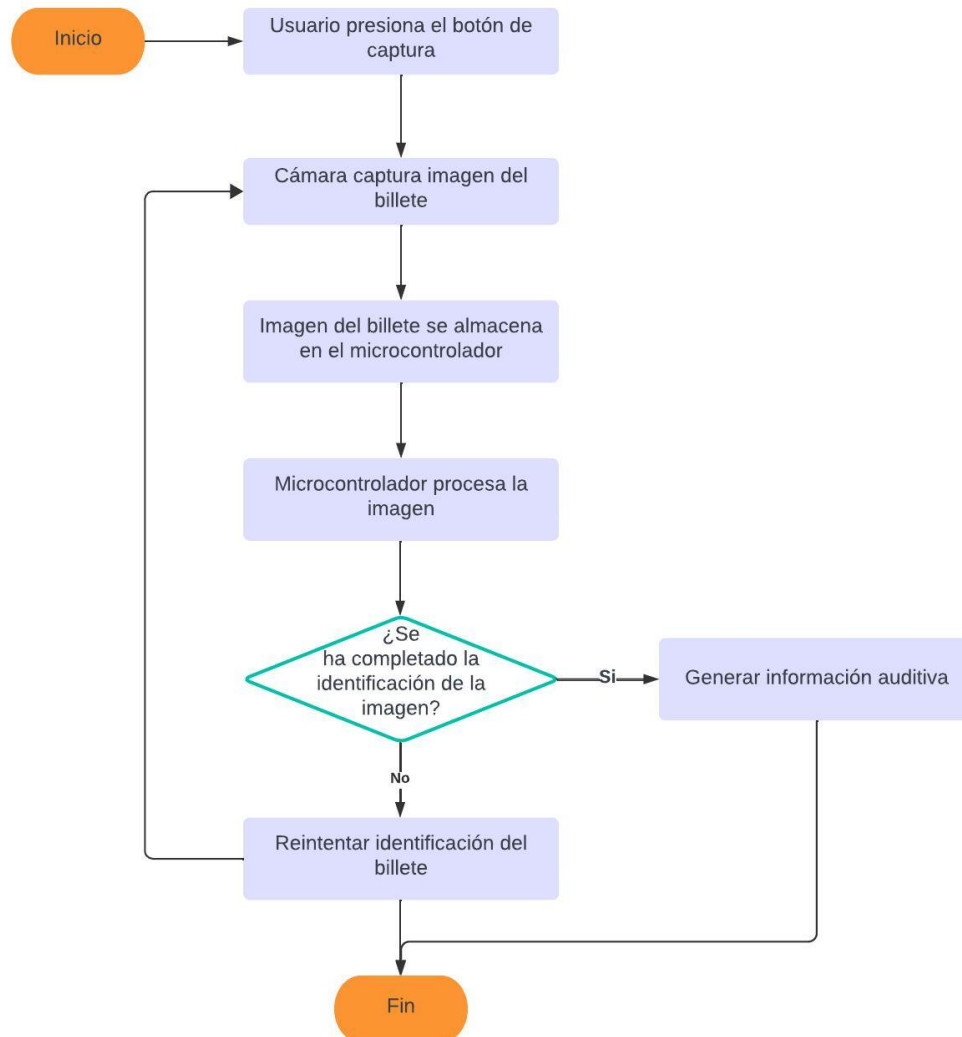 Inicio
Usuario presiona el botón de
captura
Cámara captura imagen del
billete
Imagen del billete se almacena
en el microcontrolador
Microcontrolador procesa la
imagen
¿Se
ha completado la
identificación de la
imagen?
Si
Generar información auditiva
No
Reintentar identificación del
billete
Fin